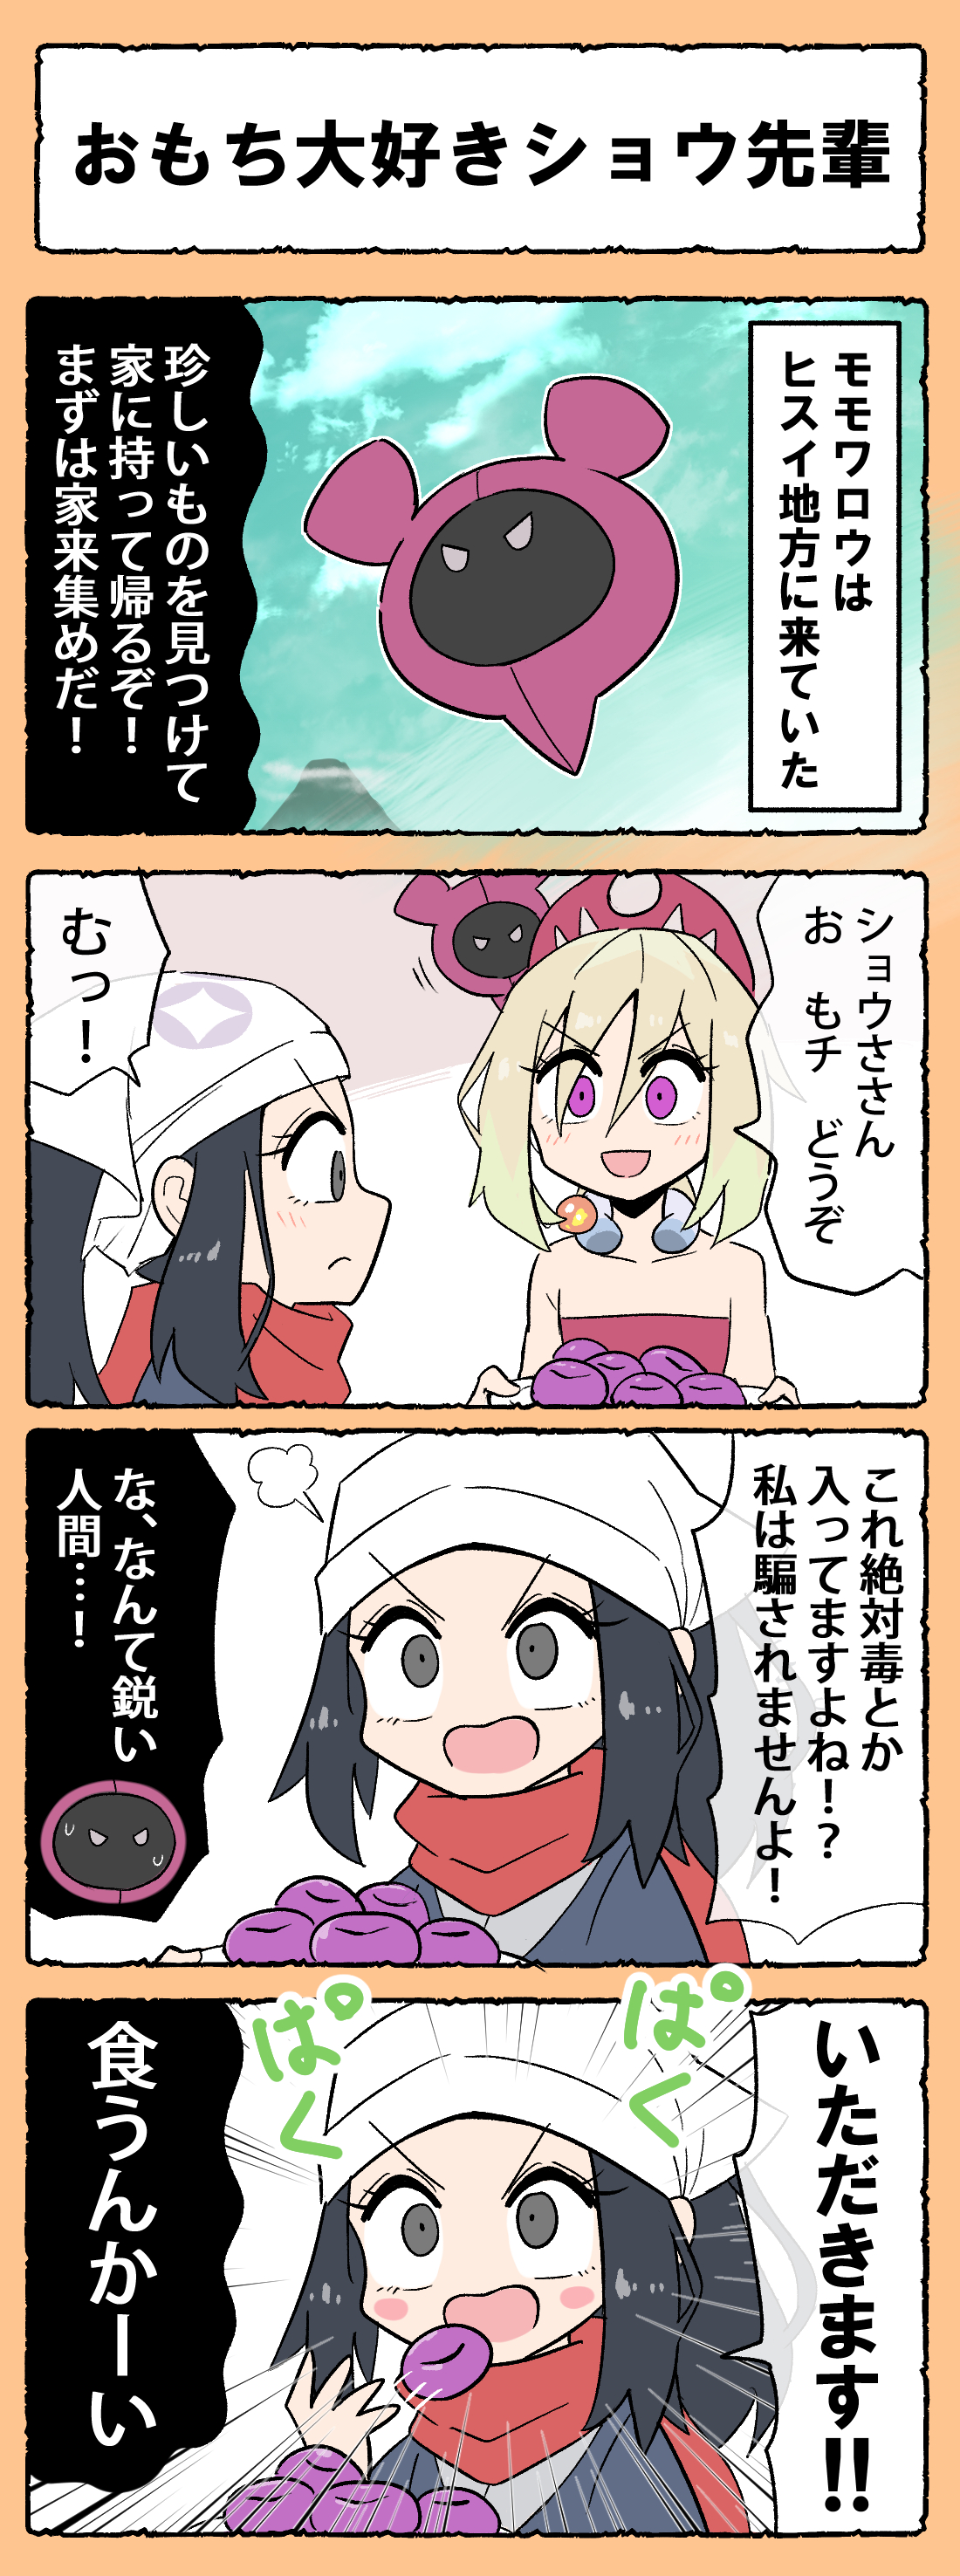 おもち大好きショウ先輩
モモワロウは
ヒスイ地方に来ていた
珍しいものを見つけて
家に持って帰るぞ！
まずは家来集めだ！
ショウささん
お　もチ　どうぞ
むっ！
これ絶対毒とか
入ってますよね！？
私は騙されませんよ！
な、なんて鋭い
人間…！
いただきます!!
ぱく
ぱく
食うんかーい